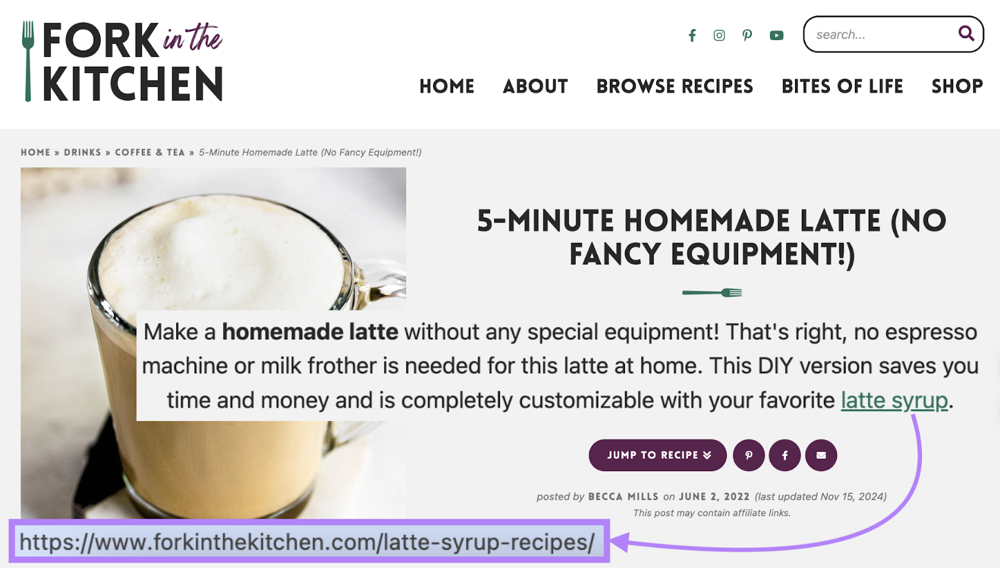 FORK in the
KITCHEN
search...
HOME ABOUT BROWSE RECIPES BITES OF LIFE SHOP
HOME » DRINKS » COFFEE & TEA » 5-Minute Homemade Latte (No Fancy Equipment!)
5-MINUTE HOMEMADE LATTE (NO
FANCY EQUIPMENT!)
Make a homemade latte without any special equipment! That's right, no espresso
machine or milk frother is needed for this latte at home. This DIY version saves you
time and money and is completely customizable with your favorite latte syrup.
JUMP TO RECIPE
posted by BECCA MILLS on JUNE 2, 2022 (last updated Nov 15, 2024)
This post may contain affiliate links.
https://www.forkinthekitchen.com/latte-syrup-recipes/